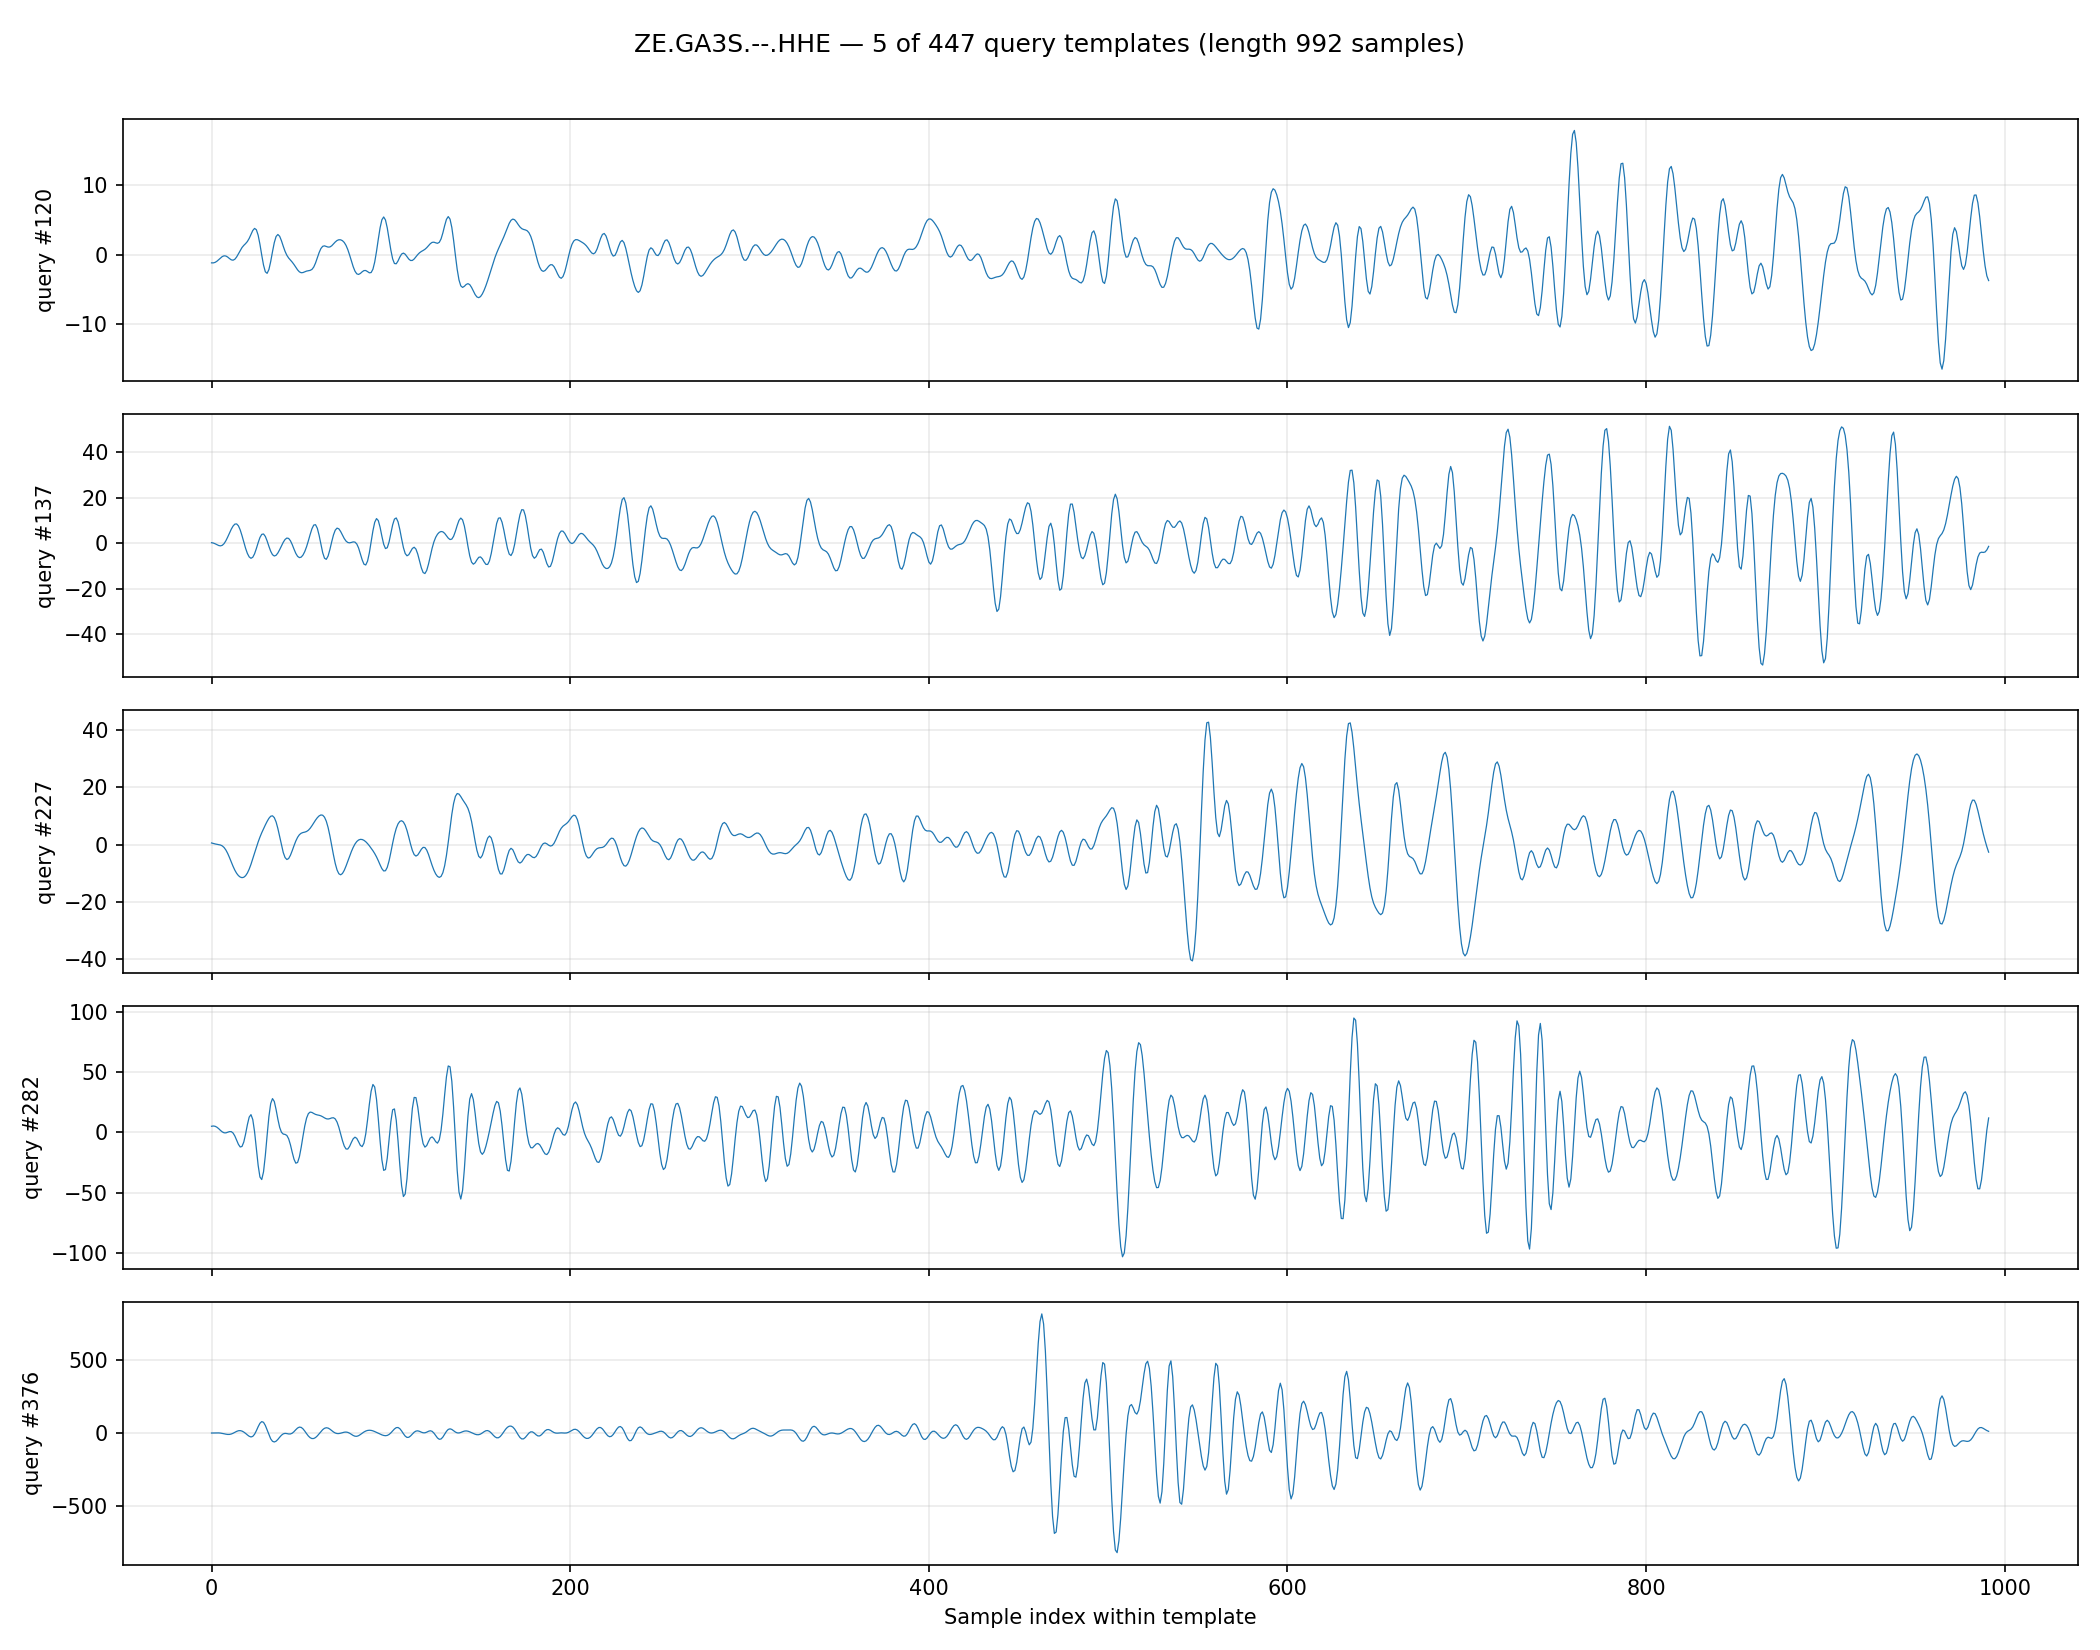 ZE.GA3S.--.HHE — 5 of 447 query templates (length 992 samples)
query #120
10
0
−10
query #137
40
20
0
−20
−40
query #227
40
20
0
−20
−40
query #282
100
50
0
−50
−100
query #376
500
0
−500
0 200 400 600 800 1000
Sample index within template